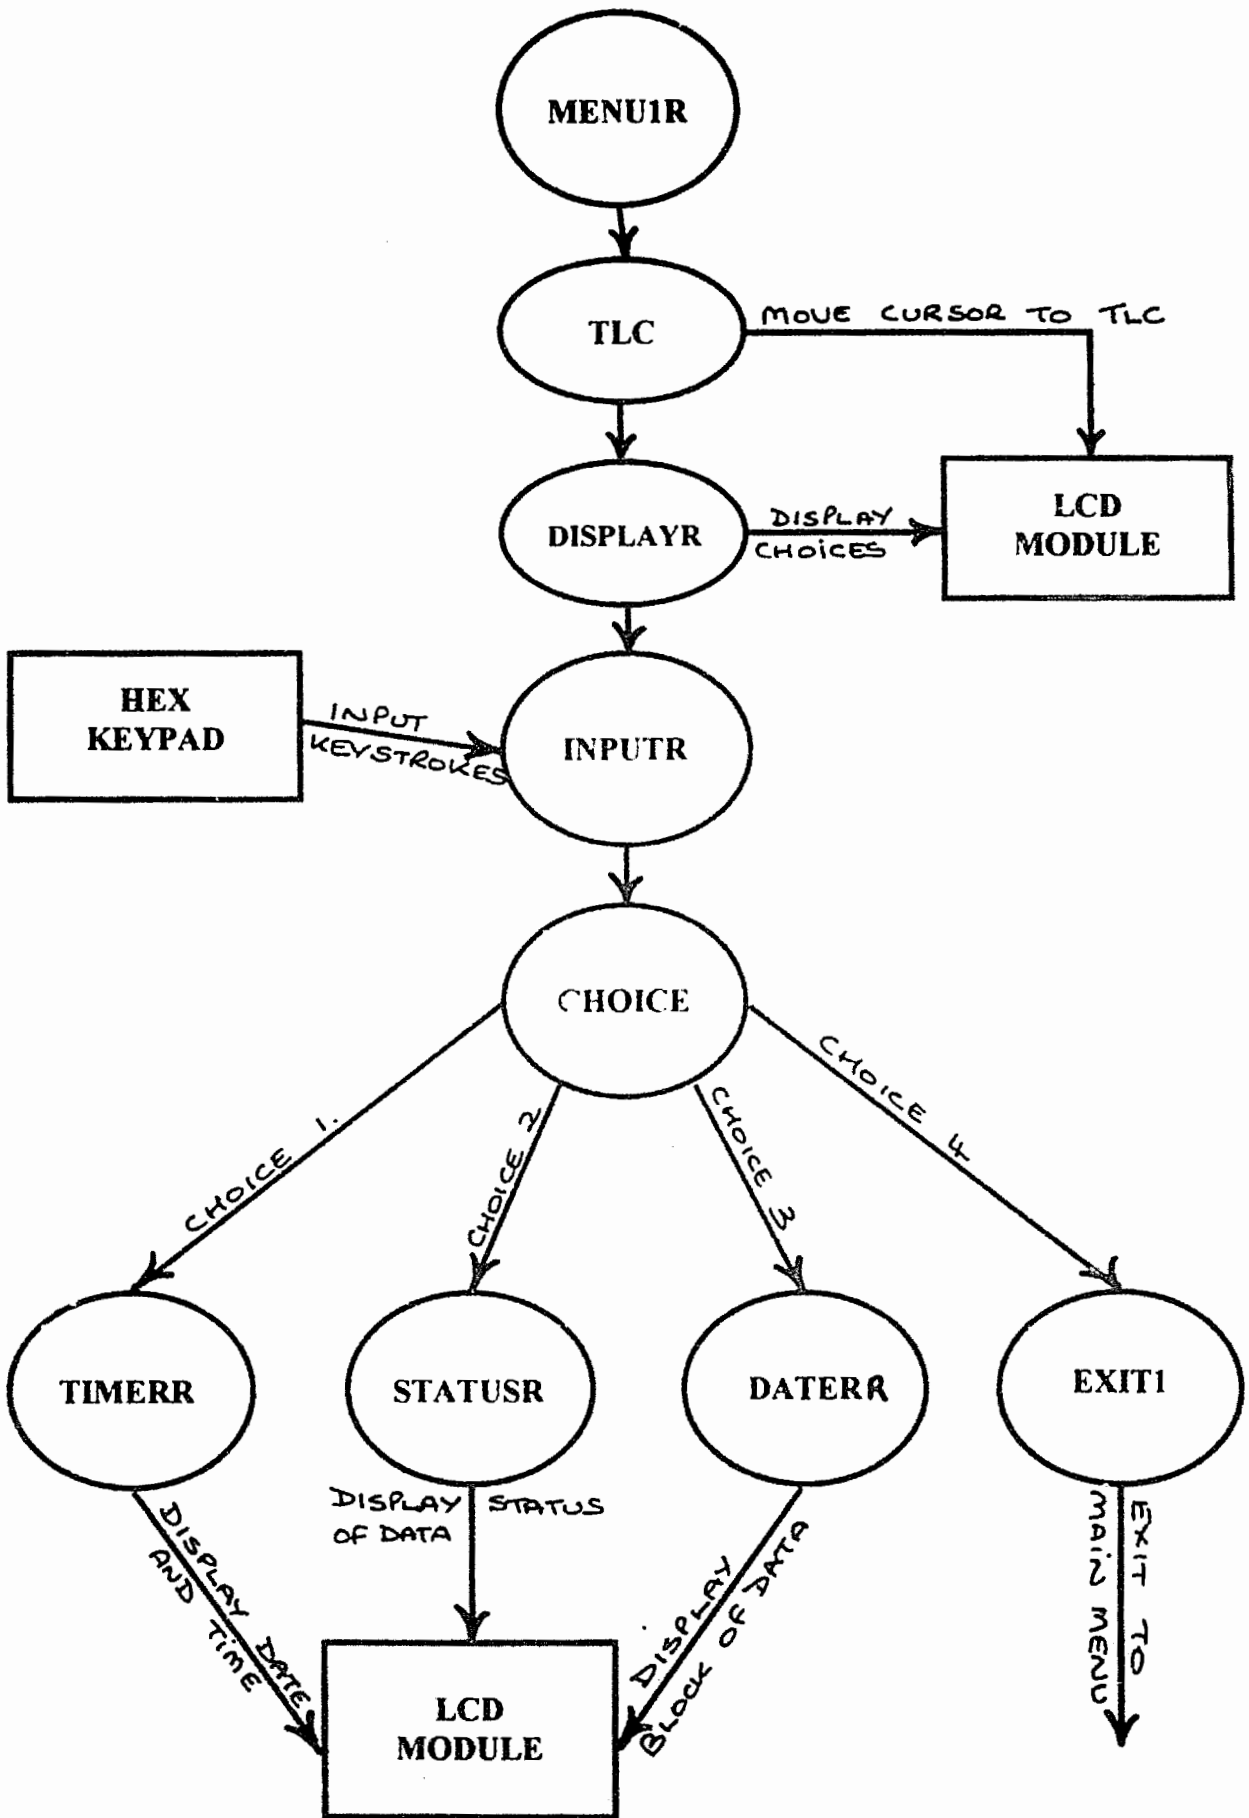 MENU1R
TLC
MOVE CURSOR TO TLC
DISPLAYR
DISPLAY
CHOiCES
LCD
MODULE
HEX
KEYPAD
INPUT
KEYSTROKES
INPUTR
CHOICE
CHOICE 1.
CHOICE 2
CHOICE 3
CHOICE 4
TIMERR
STATUSR
DATERR
EXIT1
DISPLAY DATE
AND TiME
DISPLAY STATUS
OF DATA
DISPLAY
BLOCK OF DATA
EXIT TO
MAiN MENU
LCD
MODULE